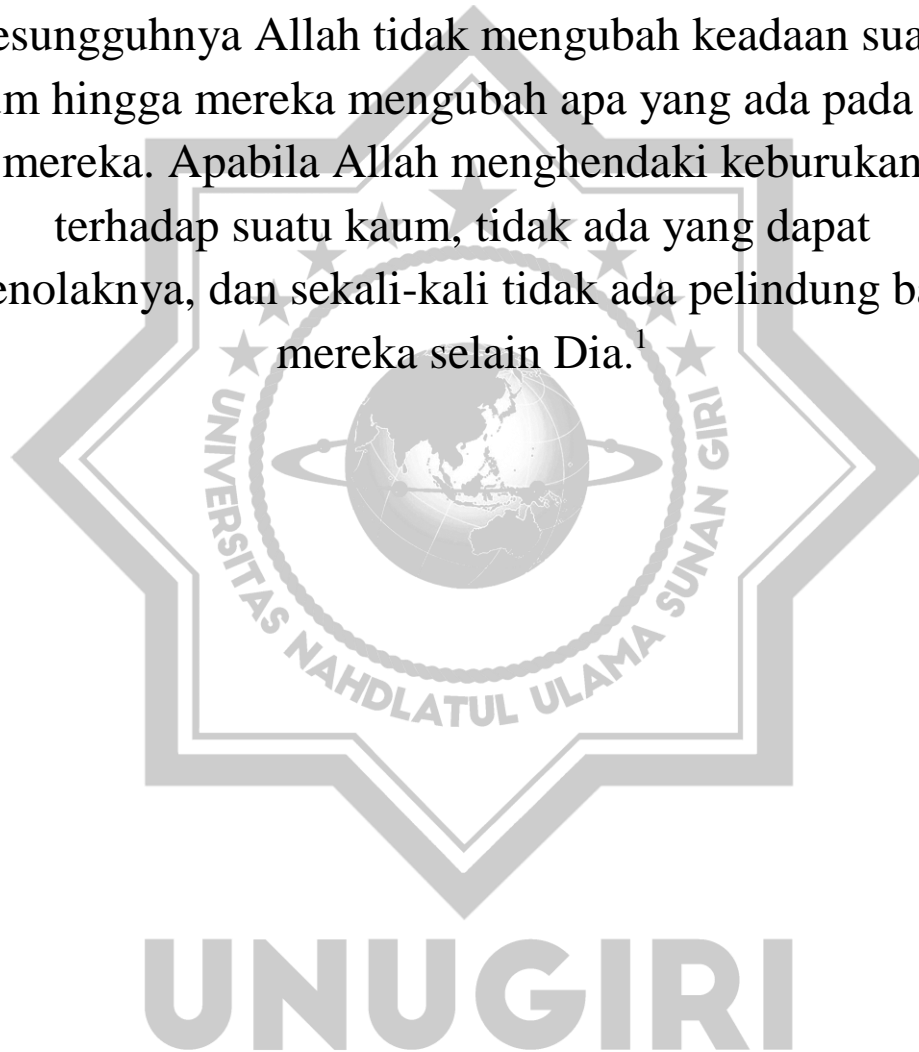 esungguhnya Allah tidak mengubah keadaan sua
um hingga mereka mengubah apa yang ada pada
mereka. Apabila Allah menghendaki keburukan
terhadap suatu kaum, tidak ada yang dapat
enolaknya, dan sekali-kali tidak ada pelindung ba
mereka selain Dia.1
UNIVERSITAS NAHDLATUL ULAMA SUNAN GIRI
UNUGIRI